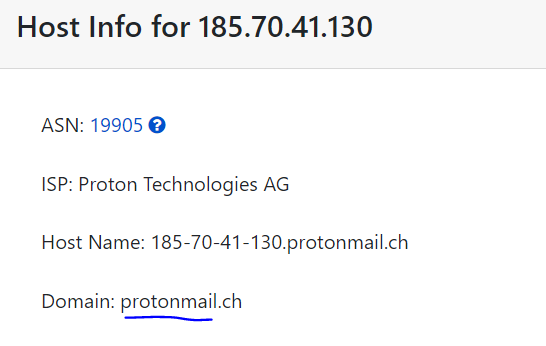 Host Info for 185.70.41.130
ASN: 19905 ?
ISP: Proton Technologies AG
Host Name: 185-70-41-130.protonmail.ch
Domain: protonmail.ch